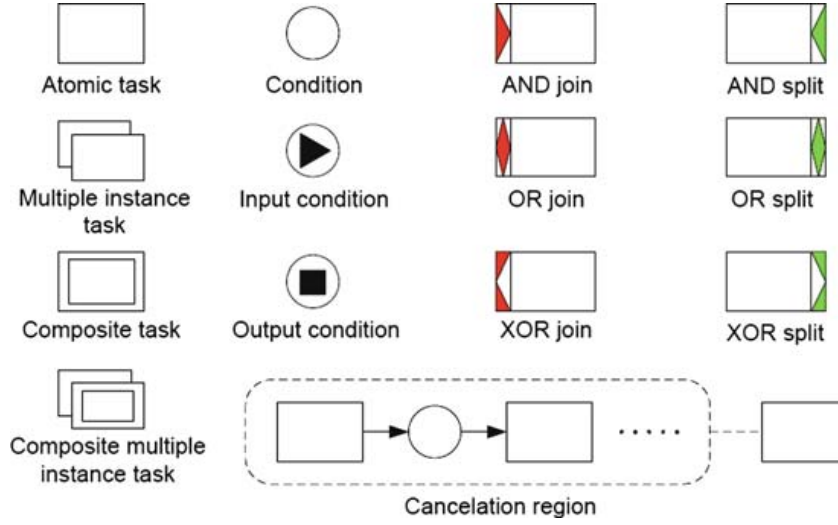 Atomic task
Condition
AND join
AND split
Multiple instance
task
Input condition
OR join
OR split
Composite task
Output condition
XOR join
XOR split
Composite multiple
instance task
Cancelation region